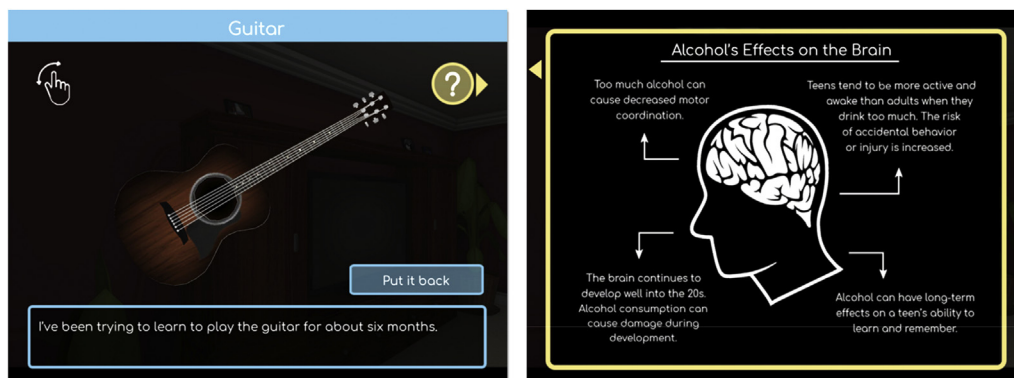 Guitar
?
Put it back
I've been trying to learn to play the guitar for about six months.
Alcohol's Effects on the Brain
Too much alcohol can
cause decreased motor
coordination.
Teens tend to be more active and
awake than adults when they
drink too much. The risk
of accidental behavior
or injury is increased.
The brain continues to
develop well into the 20s.
Alcohol consumption can
cause damage during
development.
Alcohol can have long-term
effects on a teen's ability to
learn and remember.